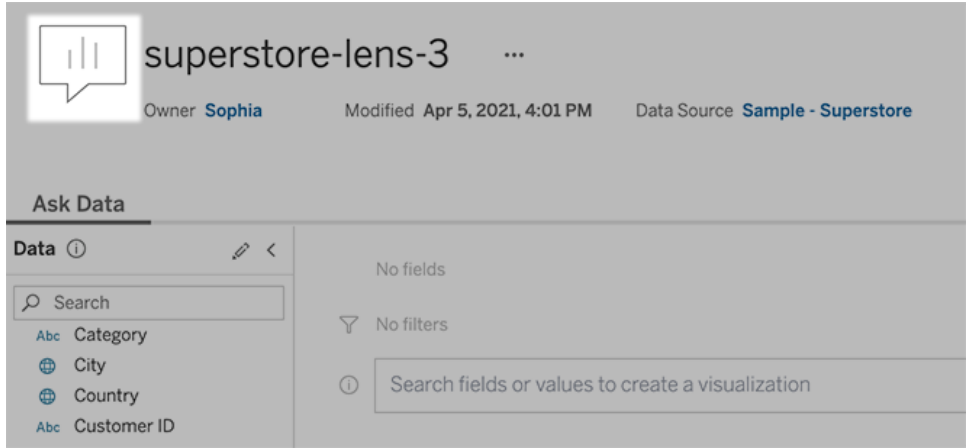 superstore-lens-3 ...
Owner Sophia Modified Apr 5, 2021, 4:01 PM Data Source Sample - Superstore
Ask Data
Data
Search
Abc Category
City
Country
Abc Customer ID
No fields
No filters
Search fields or values to create a visualization